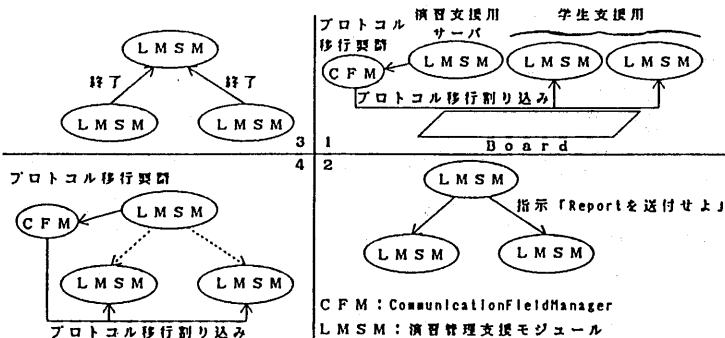 プロトコル
移行要請
演習支援用
サーバ
学生支援用
CFM
LMSM
LMSM
LMSM
プロトコル移行割り込み
Board
1
指示「Reportを送付せよ」
LMSM
LMSM
LMSM
2
LMSM
終了
終了
LMSM
LMSM
3
4
プロトコル移行要請
CFM
LMSM
LMSM
LMSM
プロトコル移行割り込み
CFM:CommunicationFieldManager
LMSM:演習管理支援モジュール